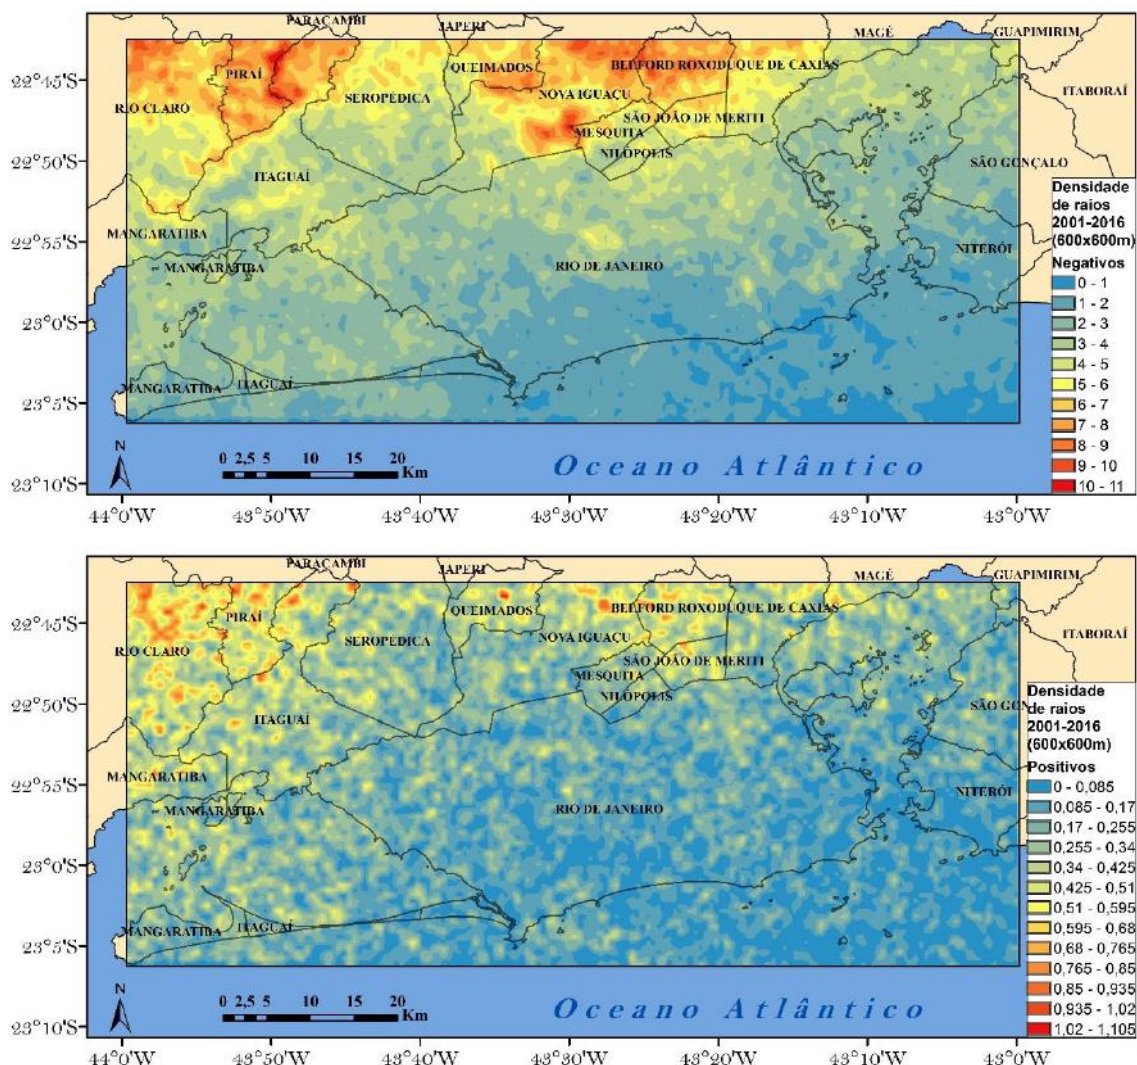 PARACAMBI
JAPERI
MAGÉ
GUAPIMIRIM
22°45'S
PIRAÍ
QUEIMADOS
BELFORD ROXO
DUQUE DE CAXIAS
ITABORAÍ
RIO CLARO
SEROPÉDICA
NOVA IGUAÇU
SÃO JOÃO DE MERITI
MESQUITA
22°50'S
NILÓPOLIS
SÃO GONÇALO
ITAGUAÍ
22°55'S
MANGARATIBA
NITERÓI
MANGARATIBA
RIO DE JANEIRO
23°0'S
23°5'S
MANGARATIBA
ITAGUAÍ
Densidade
de raios
2001-2016
(600x600m)
Negativos
0 - 1
1 - 2
2 - 3
3 - 4
4 - 5
5 - 6
6 - 7
7 - 8
8 - 9
9 - 10
10 - 11
N
0 2,5 5 10 15 20
Km
Oceano Atlântico
23°10'S
44°0'W 43°50'W 43°40'W 43°30'W 43°20'W 43°10'W 43°0'W
PARACAMBI
JAPERI
MAGÉ
GUAPIMIRIM
22°45'S
PIRAÍ
QUEIMADOS
BELFORD ROXO
DUQUE DE CAXIAS
ITABORAÍ
RIO CLARO
SEROPÉDICA
NOVA IGUAÇU
SÃO JOÃO DE MERITI
MESQUITA
22°50'S
NILÓPOLIS
SÃO GON
ITAGUAÍ
22°55'S
MANGARATIBA
NITERÓI
MANGARATIBA
RIO DE JANEIRO
23°0'S
23°5'S
MANGARATIBA
ITAGUAÍ
Densidade
de raios
2001-2016
(600x600m)
Positivos
0 - 0,085
0,085 - 0,17
0,17 - 0,255
0,255 - 0,34
0,34 - 0,425
0,425 - 0,51
0,51 - 0,595
0,595 - 0,68
0,68 - 0,765
0,765 - 0,85
0,85 - 0,935
0,935 - 1,02
1,02 - 1,105
N
0 2,5 5 10 15 20
Km
Oceano Atlântico
23°10'S
44°0'W 43°50'W 43°40'W 43°30'W 43°20'W 43°10'W 43°0'W